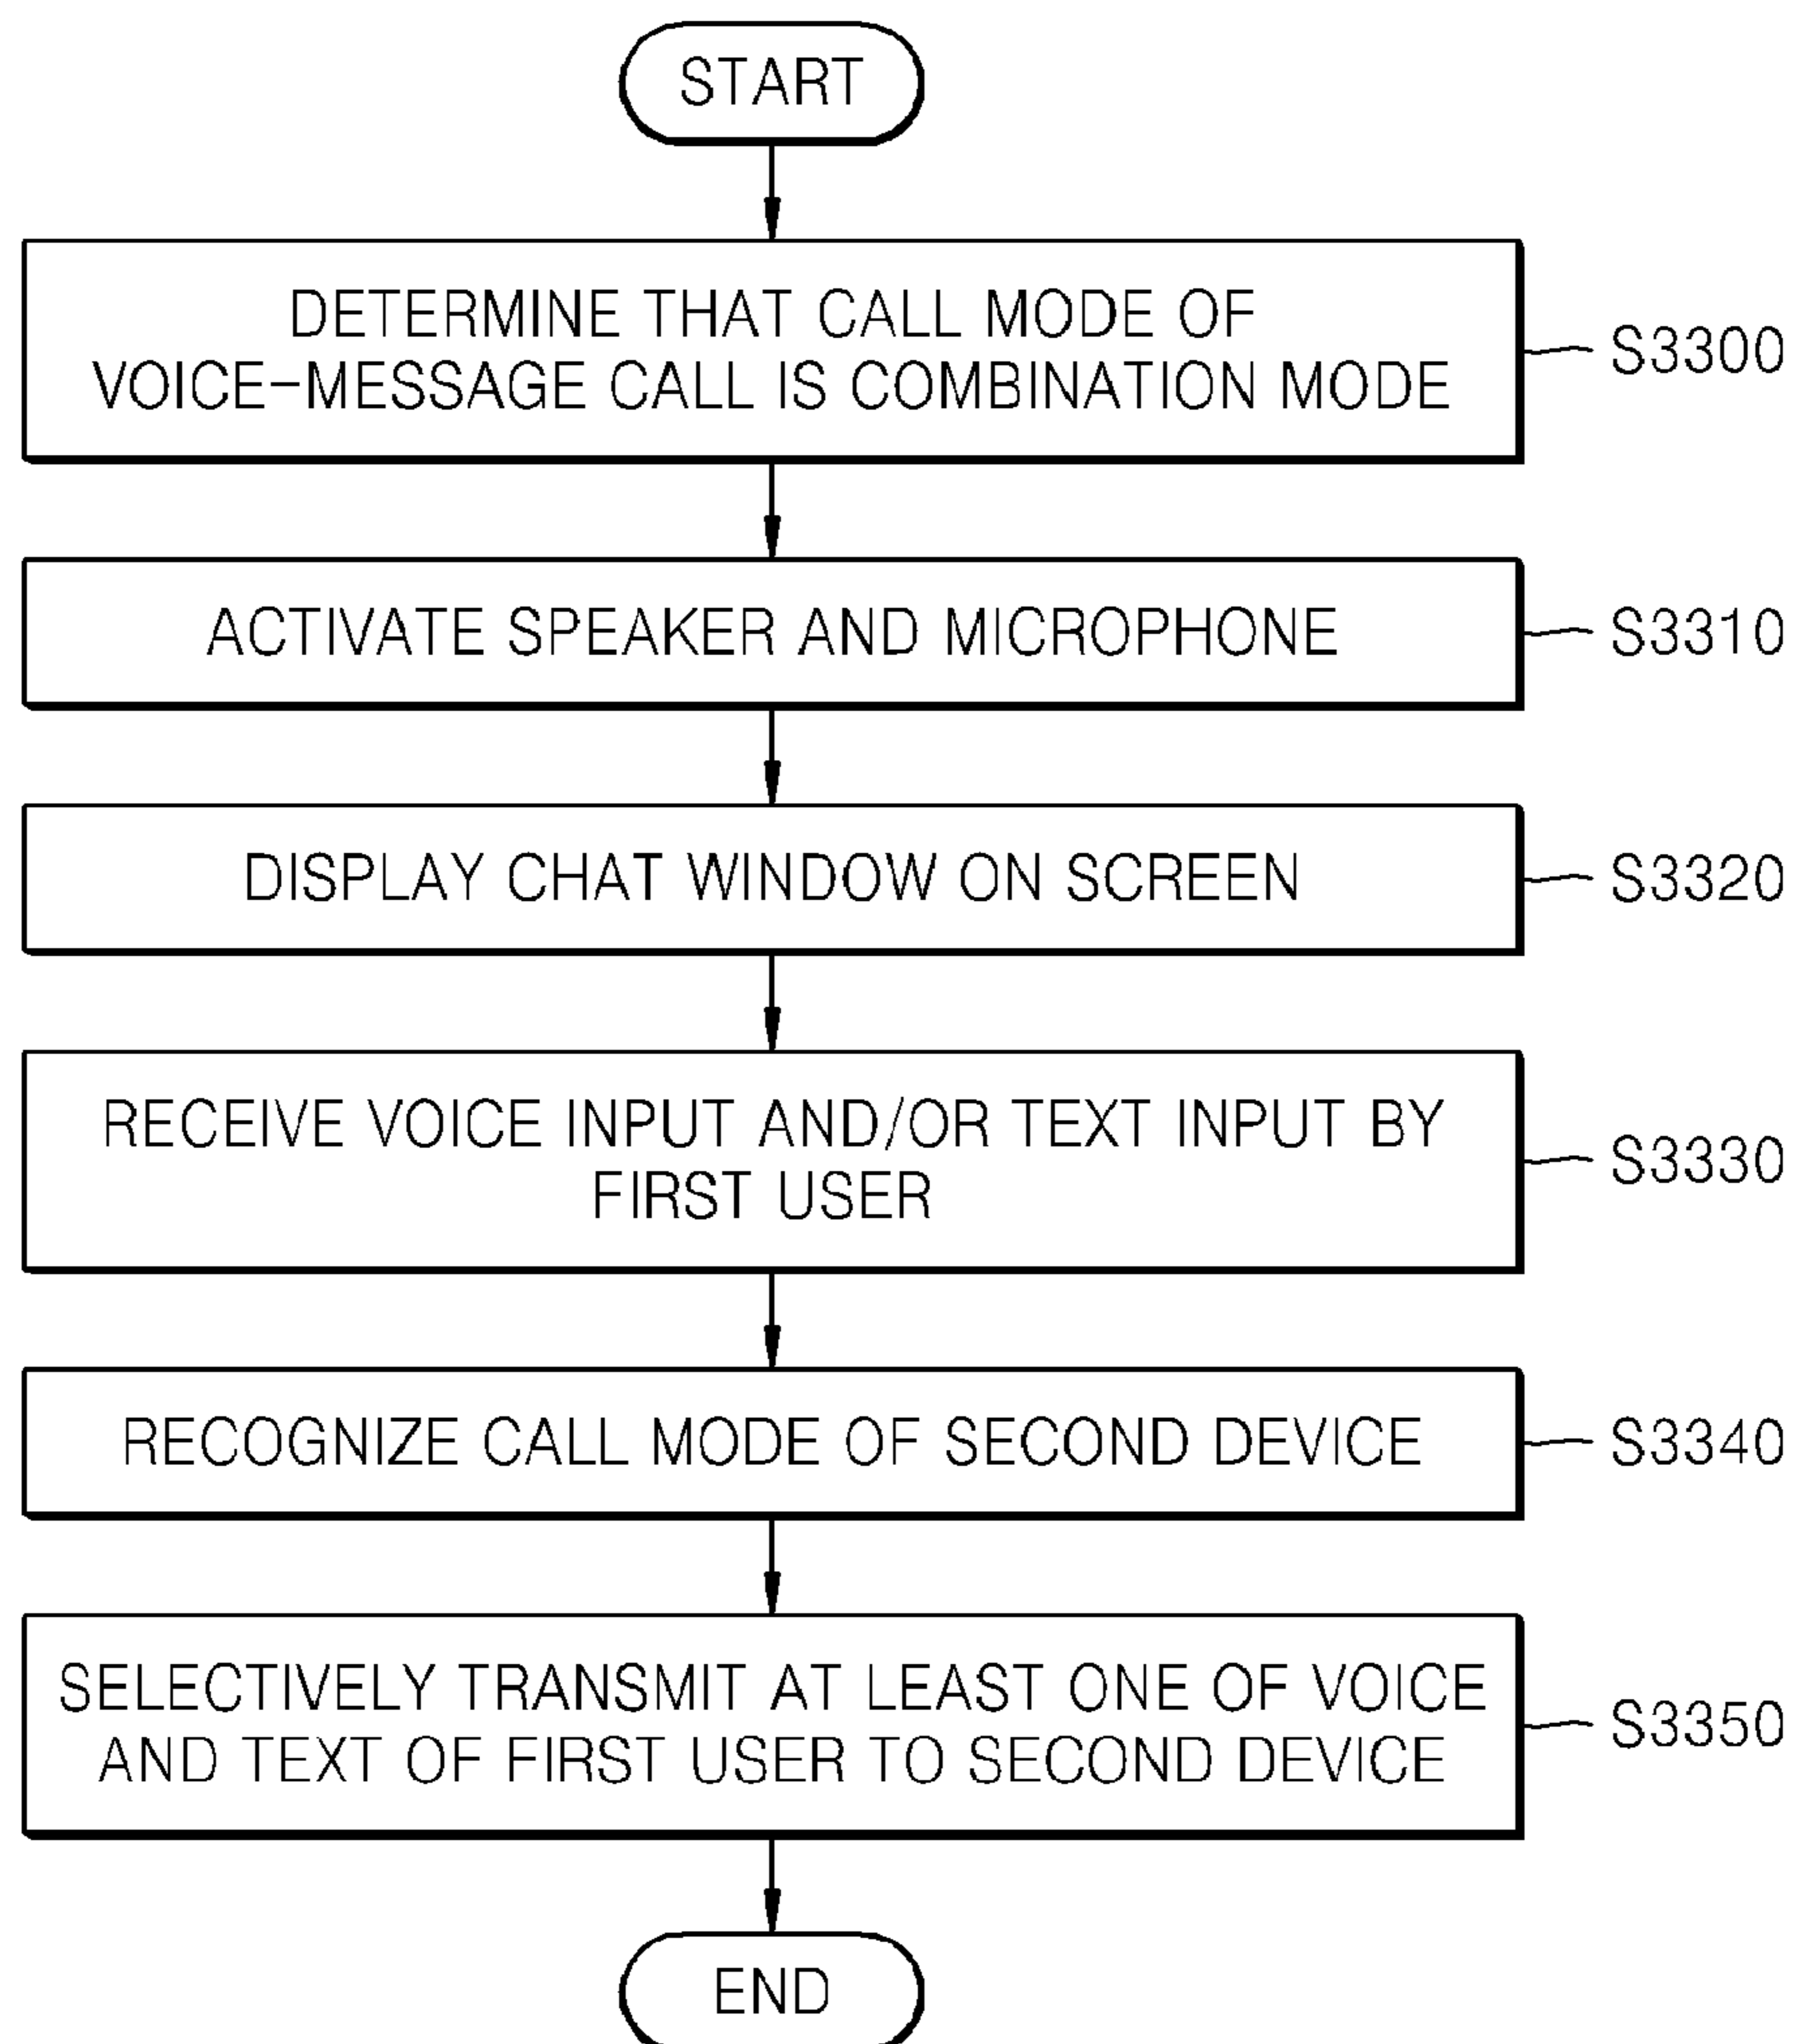 START
DETERMINE THAT CALL MODE OF
VOICE-MESSAGE CALL IS COMBINATION MODE
S3300
ACTIVATE SPEAKER AND MICROPHONE
S3310
DISPLAY CHAT WINDOW ON SCREEN
S3320
RECEIVE VOICE INPUT AND/OR TEXT INPUT BY
FIRST USER
S3330
RECOGNIZE CALL MODE OF SECOND DEVICE
S3340
SELECTIVELY TRANSMIT AT LEAST ONE OF VOICE
AND TEXT OF FIRST USER TO SECOND DEVICE
S3350
END